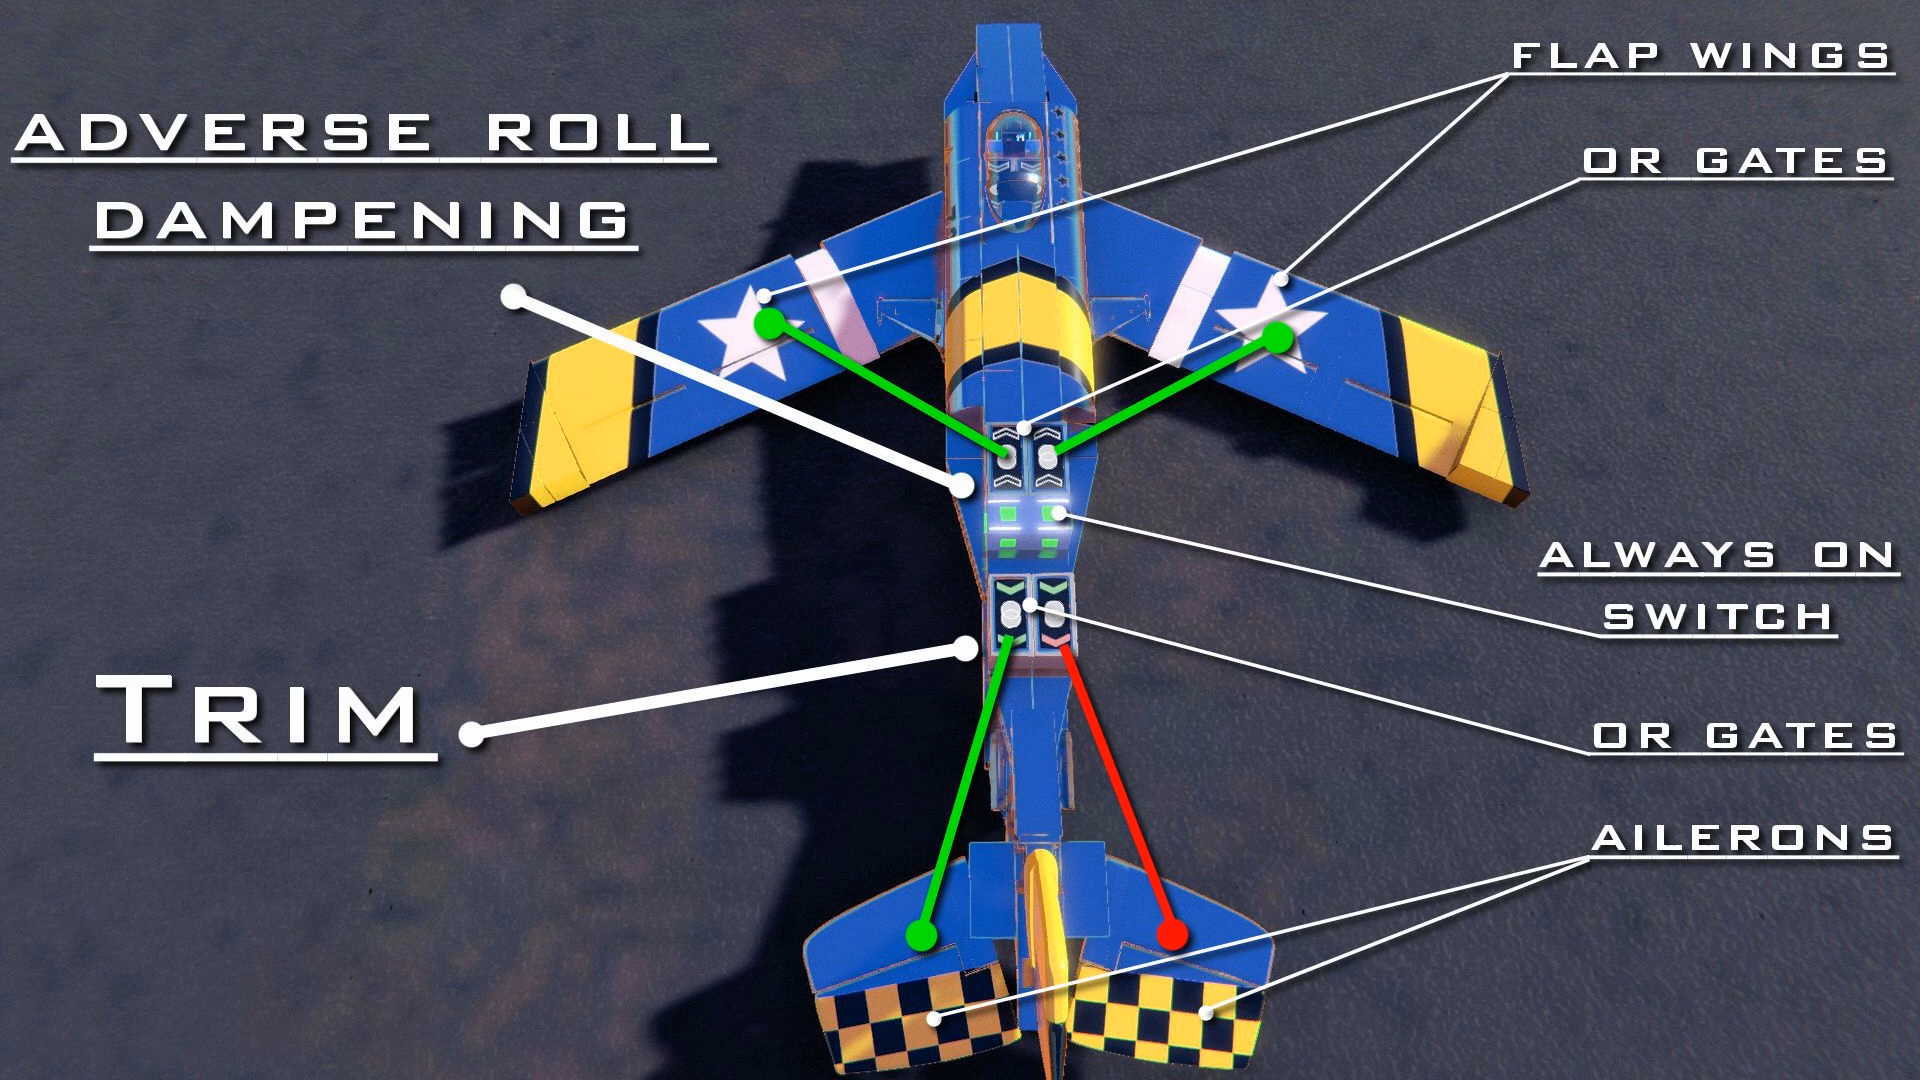 ADVERSE ROLL
DAMPENING
TRIM
FLAP WINGS
OR GATES
ALWAYS ON
SWITCH
OR GATES
AILERONS